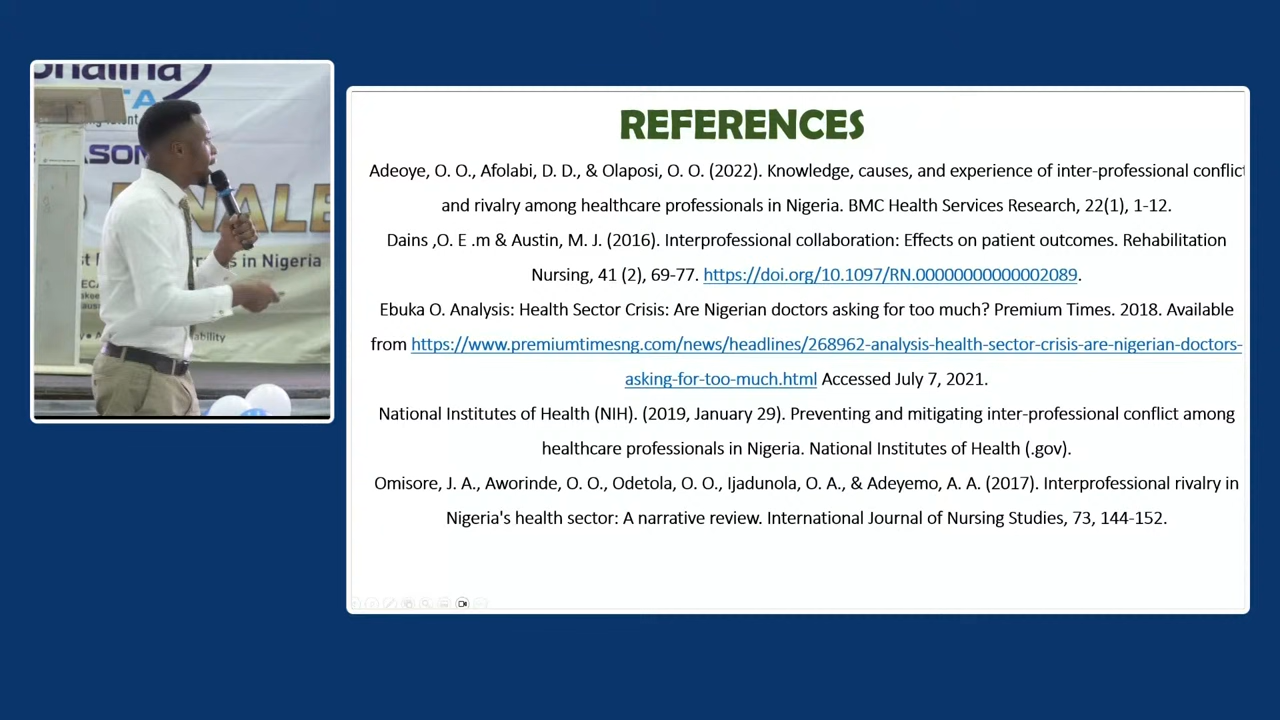 TA
ASON
NALE
s in Nigeria
REFERENCES
Adeoye, O. O., Afolabi, D. D., & Olaposi, O. O. (2022). Knowledge, causes, and experience of inter-professional conflict
and rivalry among healthcare professionals in Nigeria. BMC Health Services Research, 22(1), 1-12.
Dains ,O. E .m & Austin, M. J. (2016). Interprofessional collaboration: Effects on patient outcomes. Rehabilitation
Nursing, 41 (2), 69-77. https://doi.org/10.1097/RN.00000000000002089.
Ebuka O. Analysis: Health Sector Crisis: Are Nigerian doctors asking for too much? Premium Times. 2018. Available
from https://www.premiumtimesng.com/news/headlines/268962-analysis-health-sector-crisis-are-nigerian-doctors-
asking-for-too-much.html Accessed July 7, 2021.
National Institutes of Health (NIH). (2019, January 29). Preventing and mitigating inter-professional conflict among
healthcare professionals in Nigeria. National Institutes of Health (.gov).
Omisore, J. A., Aworinde, O. O., Odetola, O. O., Ijadunola, O. A., & Adeyemo, A. A. (2017). Interprofessional rivalry in
Nigeria's health sector: A narrative review. International Journal of Nursing Studies, 73, 144-152.